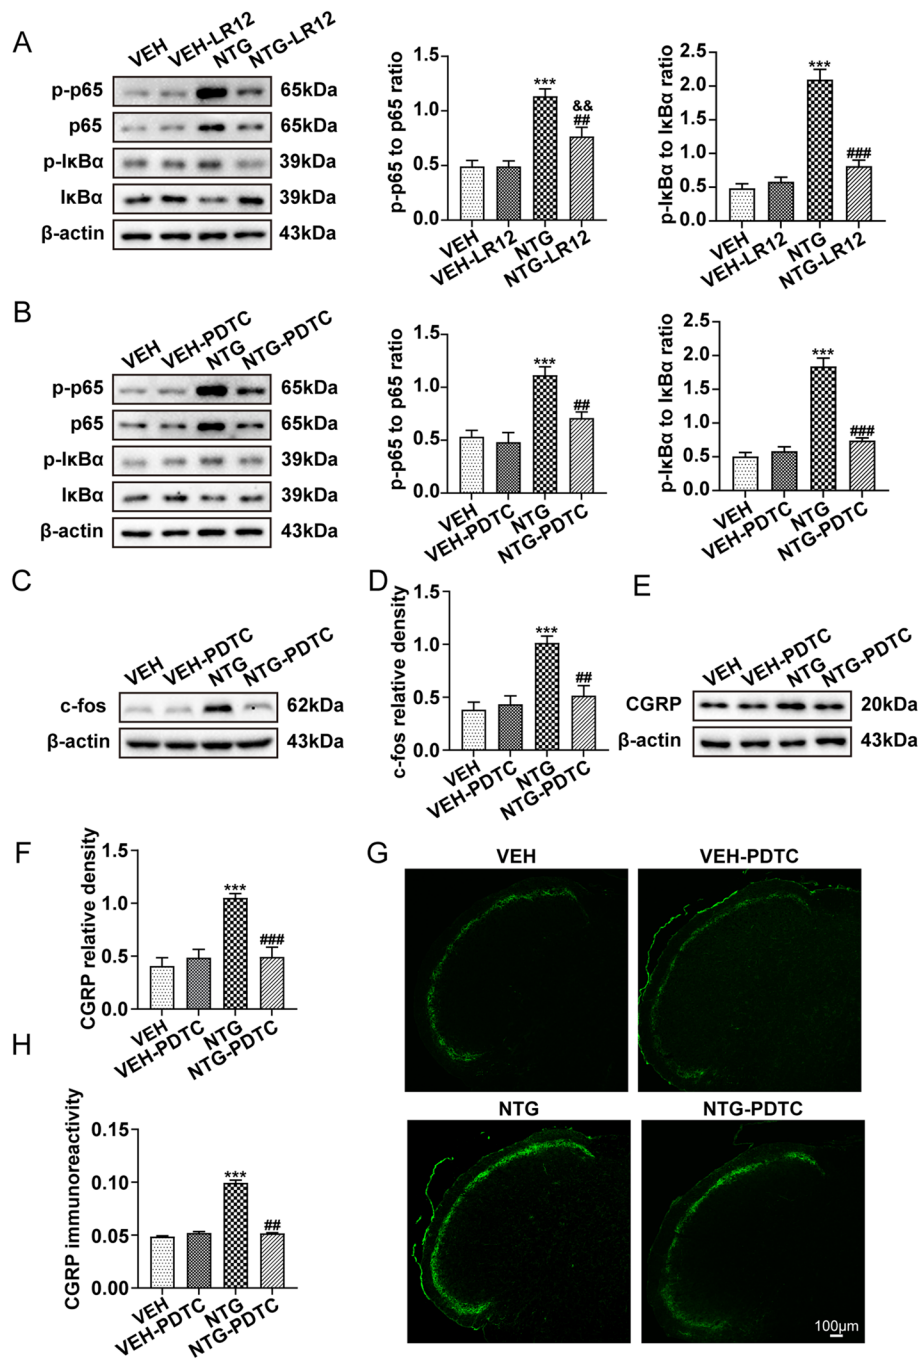 A
VEH
VEH-LR12
NTG
NTG-LR12
p-p65 65kDa
p65 65kDa
p-IκBα 39kDa
IκBα 39kDa
β-actin 43kDa
p-p65 to p65 ratio
1.5
1.0
0.5
0.0
***
&&
##
VEH
VEH-LR12
NTG
NTG-LR12
p-IκBα to IκBα ratio
2.5
2.0
1.5
1.0
0.5
0.0
***
###
VEH
VEH-LR12
NTG
NTG-LR12
B
VEH
VEH-PDTC
NTG
NTG-PDTC
p-p65 65kDa
p65 65kDa
p-IκBα 39kDa
IκBα 39kDa
β-actin 43kDa
p-p65 to p65 ratio
1.5
1.0
0.5
0.0
***
##
VEH
VEH-PDTC
NTG
NTG-PDTC
p-IκBα to IκBα ratio
2.5
2.0
1.5
1.0
0.5
0.0
***
###
VEH
VEH-PDTC
NTG
NTG-PDTC
C
VEH
VEH-PDTC
NTG
NTG-PDTC
c-fos 62kDa
β-actin 43kDa
D
c-fos relative density
1.5
1.0
0.5
0.0
***
##
VEH
VEH-PDTC
NTG
NTG-PDTC
E
VEH
VEH-PDTC
NTG
NTG-PDTC
CGRP 20kDa
β-actin 43kDa
F
CGRP relative density
1.5
1.0
0.5
0.0
***
###
VEH
VEH-PDTC
NTG
NTG-PDTC
G
VEH
VEH-PDTC
NTG
NTG-PDTC
100μm
H
CGRP immunoreactivity
0.15
0.10
0.05
0.00
***
##
VEH
VEH-PDTC
NTG
NTG-PDTC